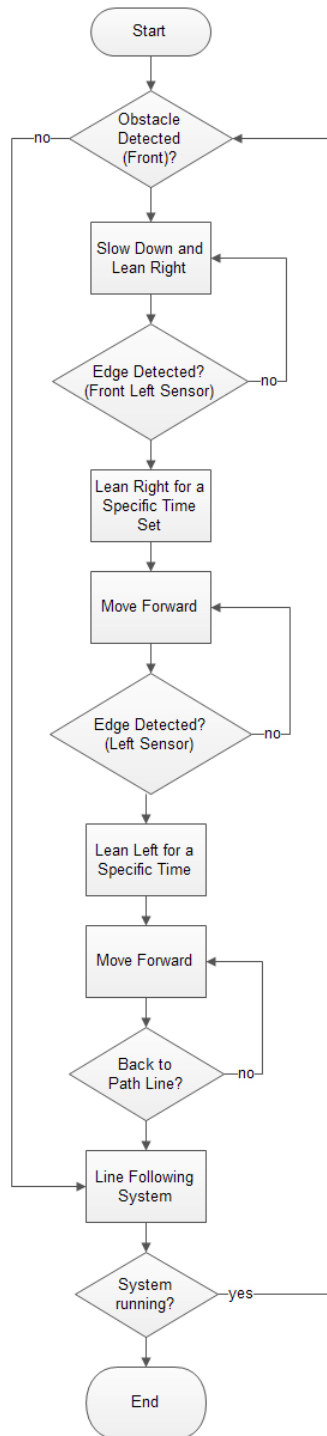 Start
Obstacle
Detected
(Front)?
no
Slow Down and
Lean Right
Edge Detected?
(Front Left Sensor)
no
Lean Right for a
Specific Time
Set
Move Forward
Edge Detected?
(Left Sensor)
no
Lean Left for a
Specific Time
Move Forward
Back to
Path Line?
no
Line Following
System
System
running?
yes
End